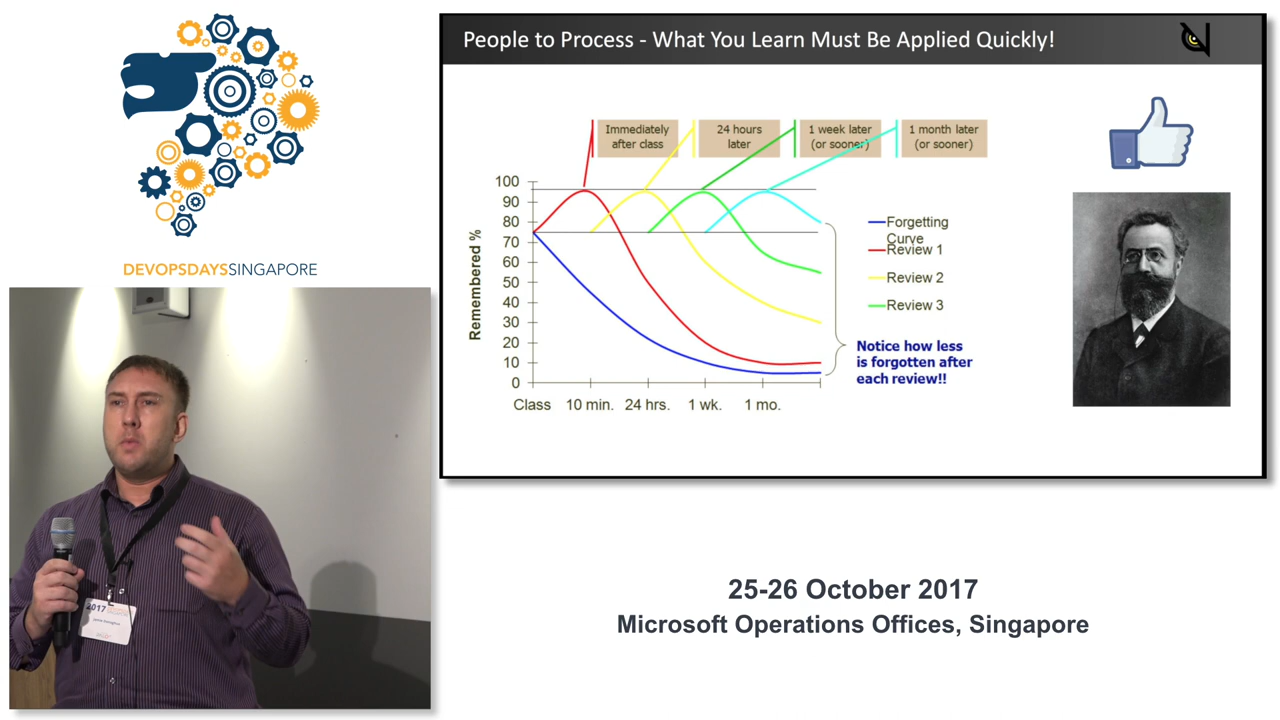 DEVOPSDAYSSINGAPORE
People to Process - What You Learn Must Be Applied Quickly!
Immediately
after class
24 hours
later
1 week later
(or sooner)
1 month later
(or sooner)
Remembered %
100
90
80
70
60
50
40
30
20
10
0
Class 10 min. 24 hrs. 1 wk. 1 mo.
Forgetting
Curve
Review 1
Review 2
Review 3
Notice how less
is forgotten after
each review!!
2017
25-26 October 2017
Microsoft Operations Offices, Singapore